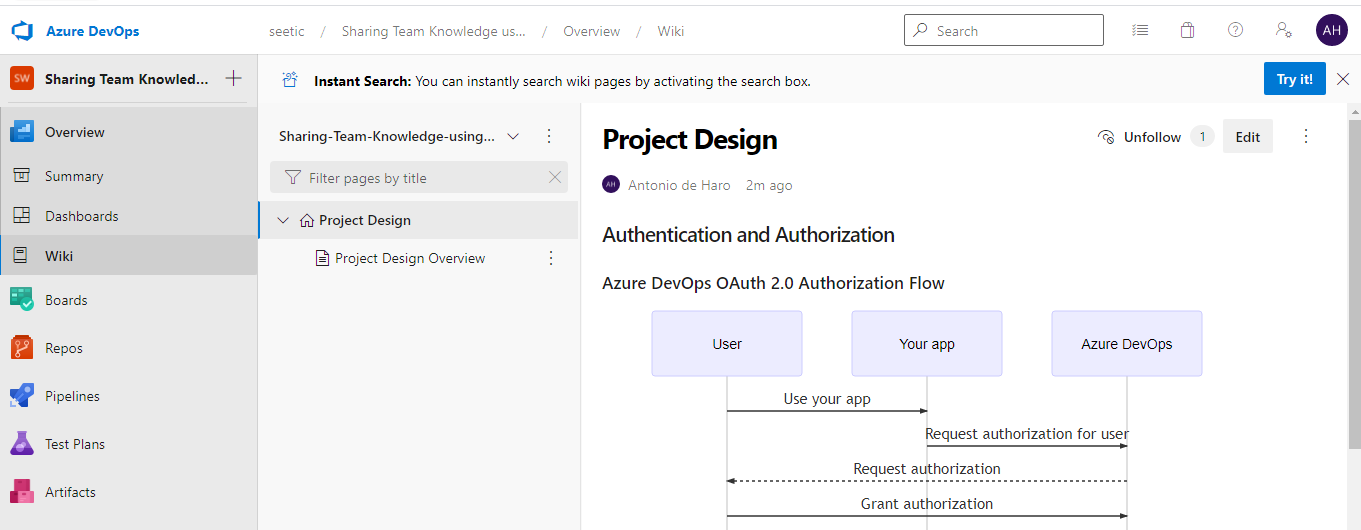 Azure DevOps
seetic / Sharing Team Knowledge us... / Overview / Wiki
Search
AH
SW
Sharing Team Knowled...
Overview
Summary
Dashboards
Wiki
Boards
Repos
Pipelines
Test Plans
Artifacts
Instant Search: You can instantly search wiki pages by activating the search box.
Try it!
Sharing-Team-Knowledge-using...
Filter pages by title
Project Design
Project Design Overview
Project Design
Unfollow 1
Edit
AH Antonio de Haro 2m ago
Authentication and Authorization
Azure DevOps OAuth 2.0 Authorization Flow
User
Your app
Azure DevOps
Use your app
Request authorization for user
Request authorization
Grant authorization